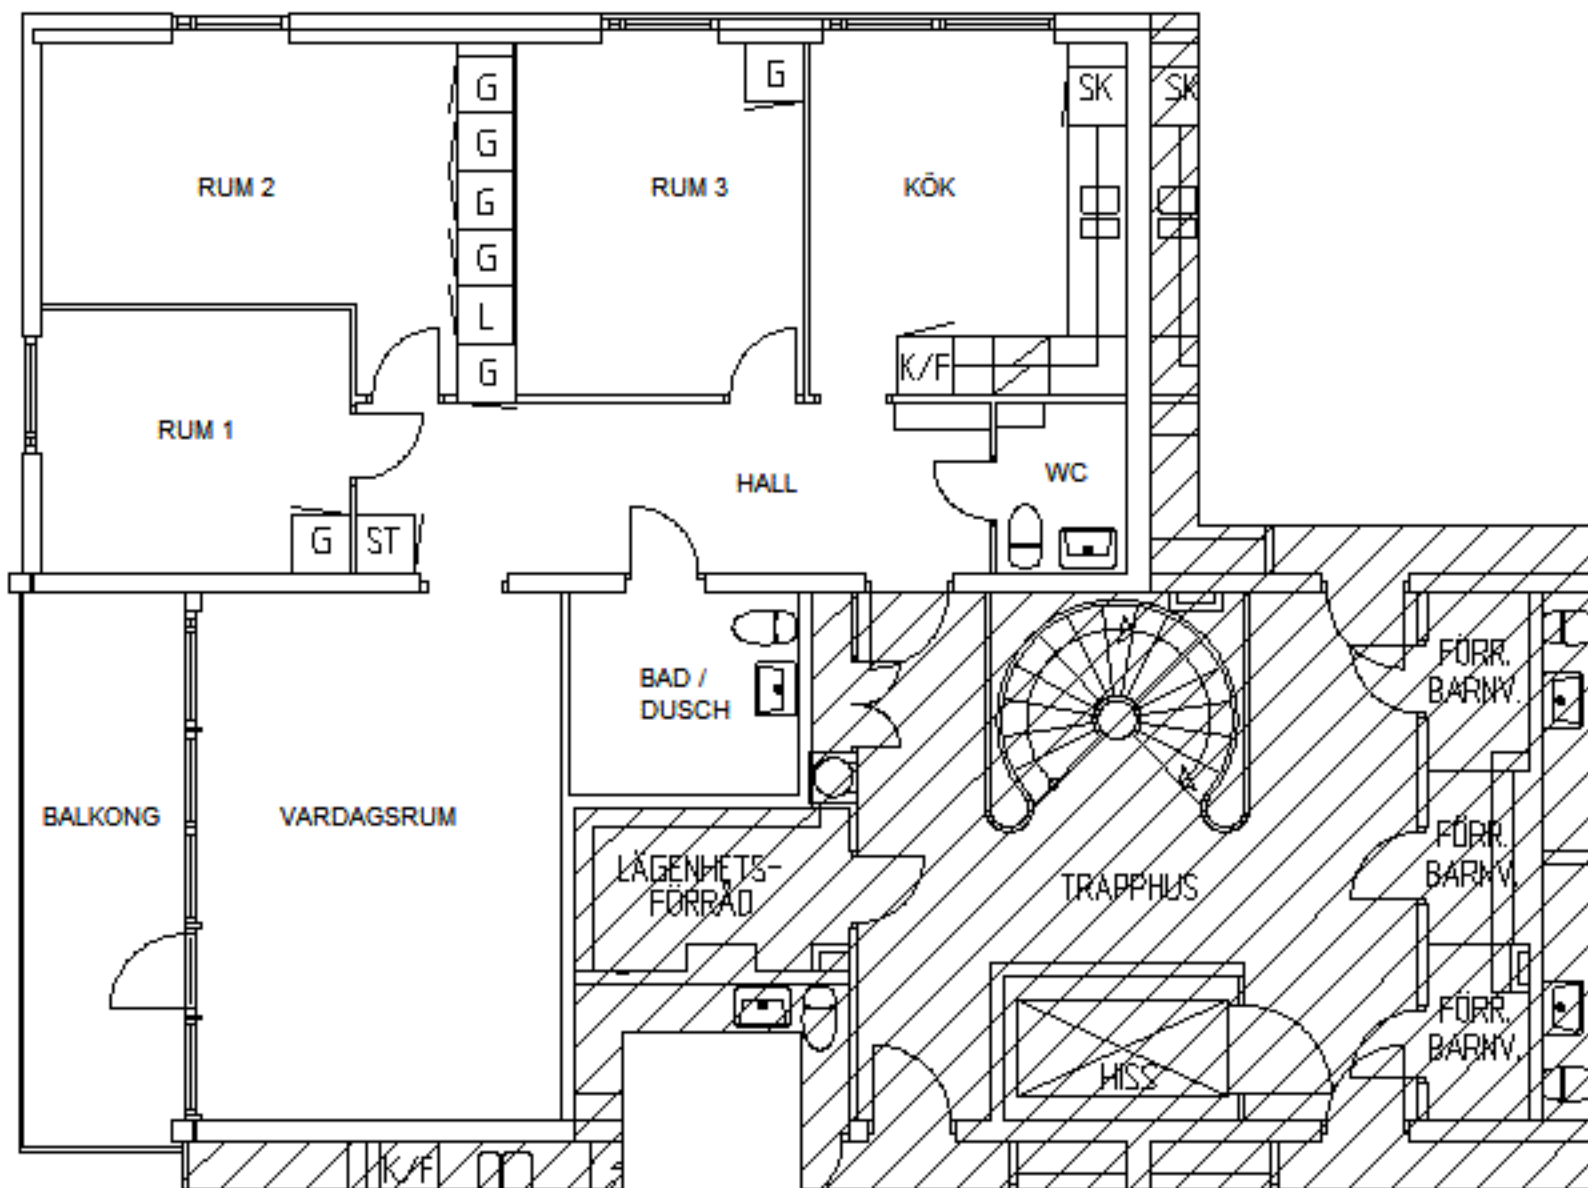 G
SK
SK
G
G
RUM 2
RUM 3
KÖK
G
G
L
K/F
G
RUM 1
HALL
WC
G
ST
FÖRR.
BARNV.
BAD /
DUSCH
BALKONG
VARDAGSRUM
FÖRR.
BARNV.
LÄGENHETS-
FÖRRÅD
TRAPPHUS
FÖRR.
BARNV.
HISS
K/F